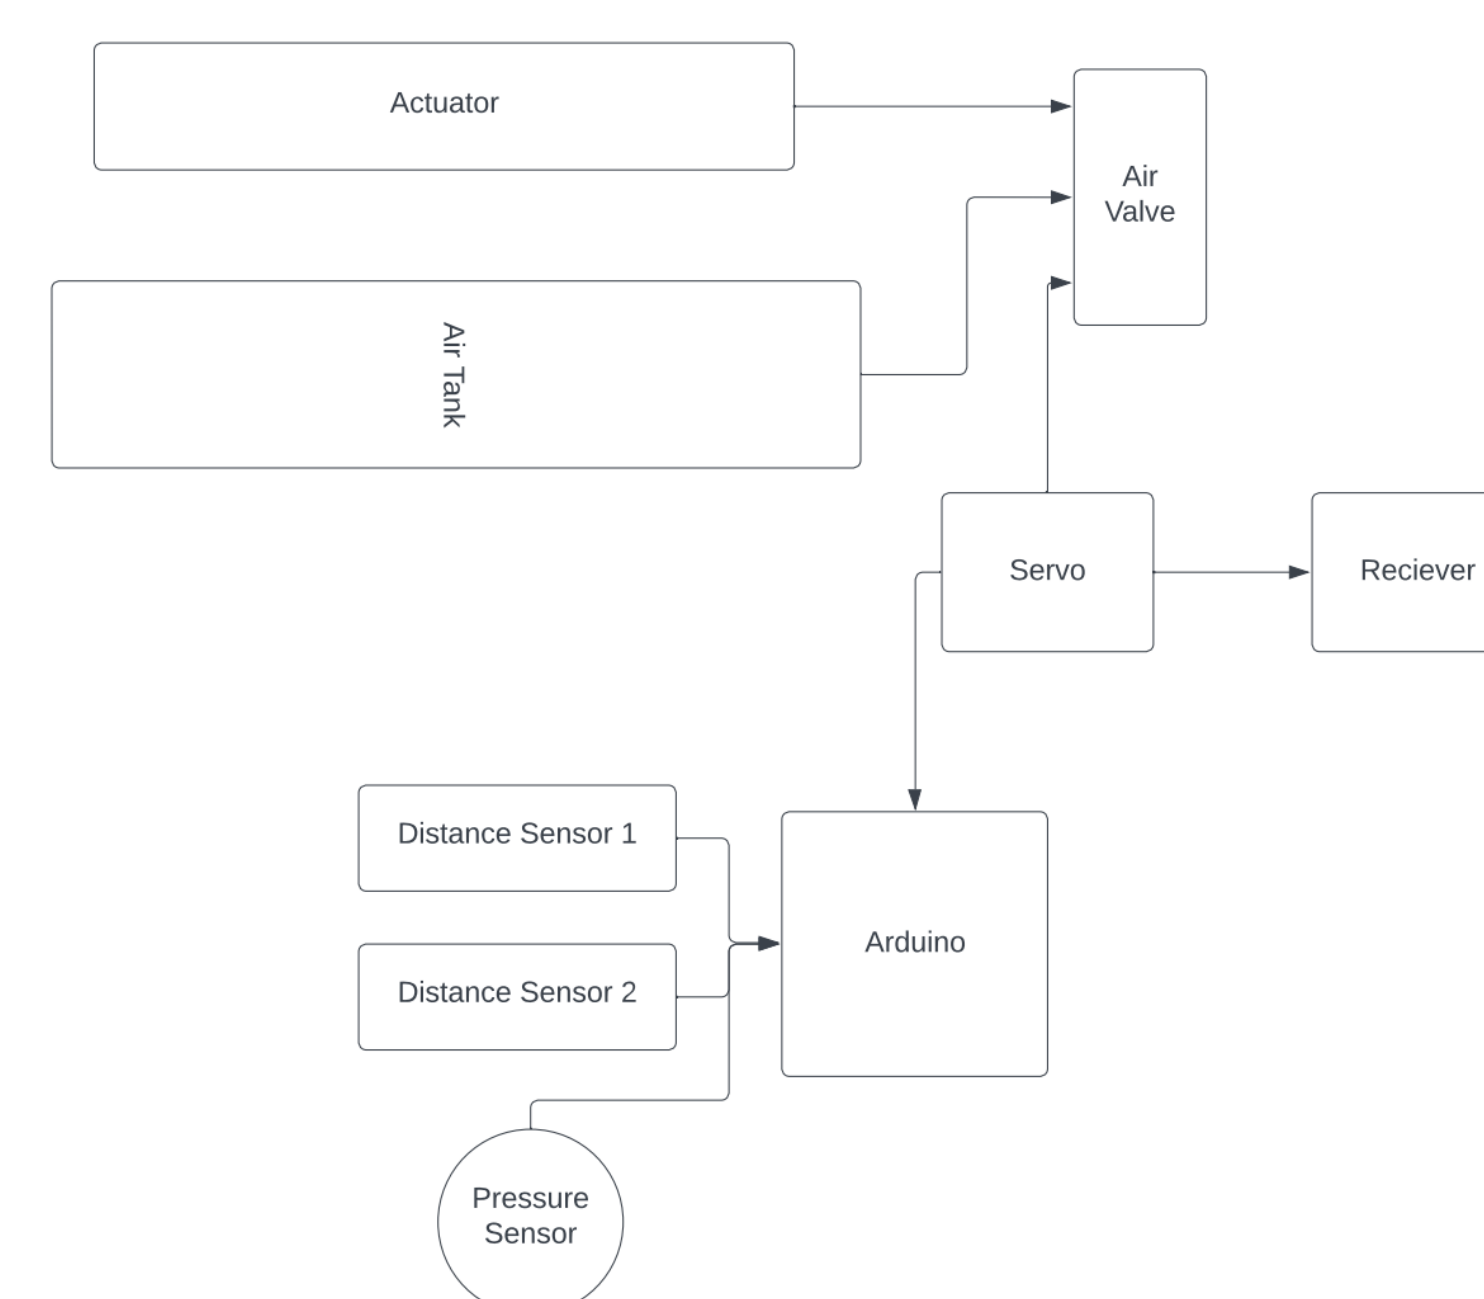 Actuator
Air
Valve
Air Tank
Servo
Reciever
Distance Sensor 1
Arduino
Distance Sensor 2
Pressure
Sensor